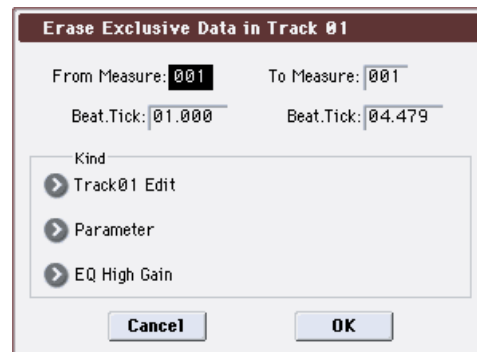 Erase Exclusive Data in Track 01
From Measure: 001 To Measure: 001
Beat.Tick: 01.000 Beat.Tick: 04.479
Kind
Track01 Edit
Parameter
EQ High Gain
Cancel OK